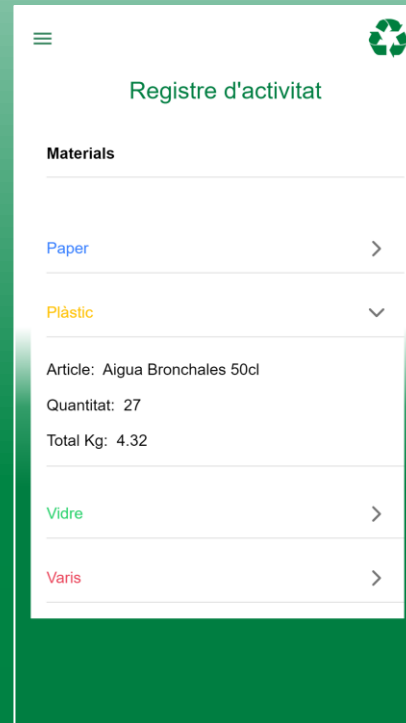 Registre d'activitat
Materials
Paper
Plàstic
Article: Aigua Bronchales 50cl
Quantitat: 27
Total Kg: 4.32
Vidre
Varis